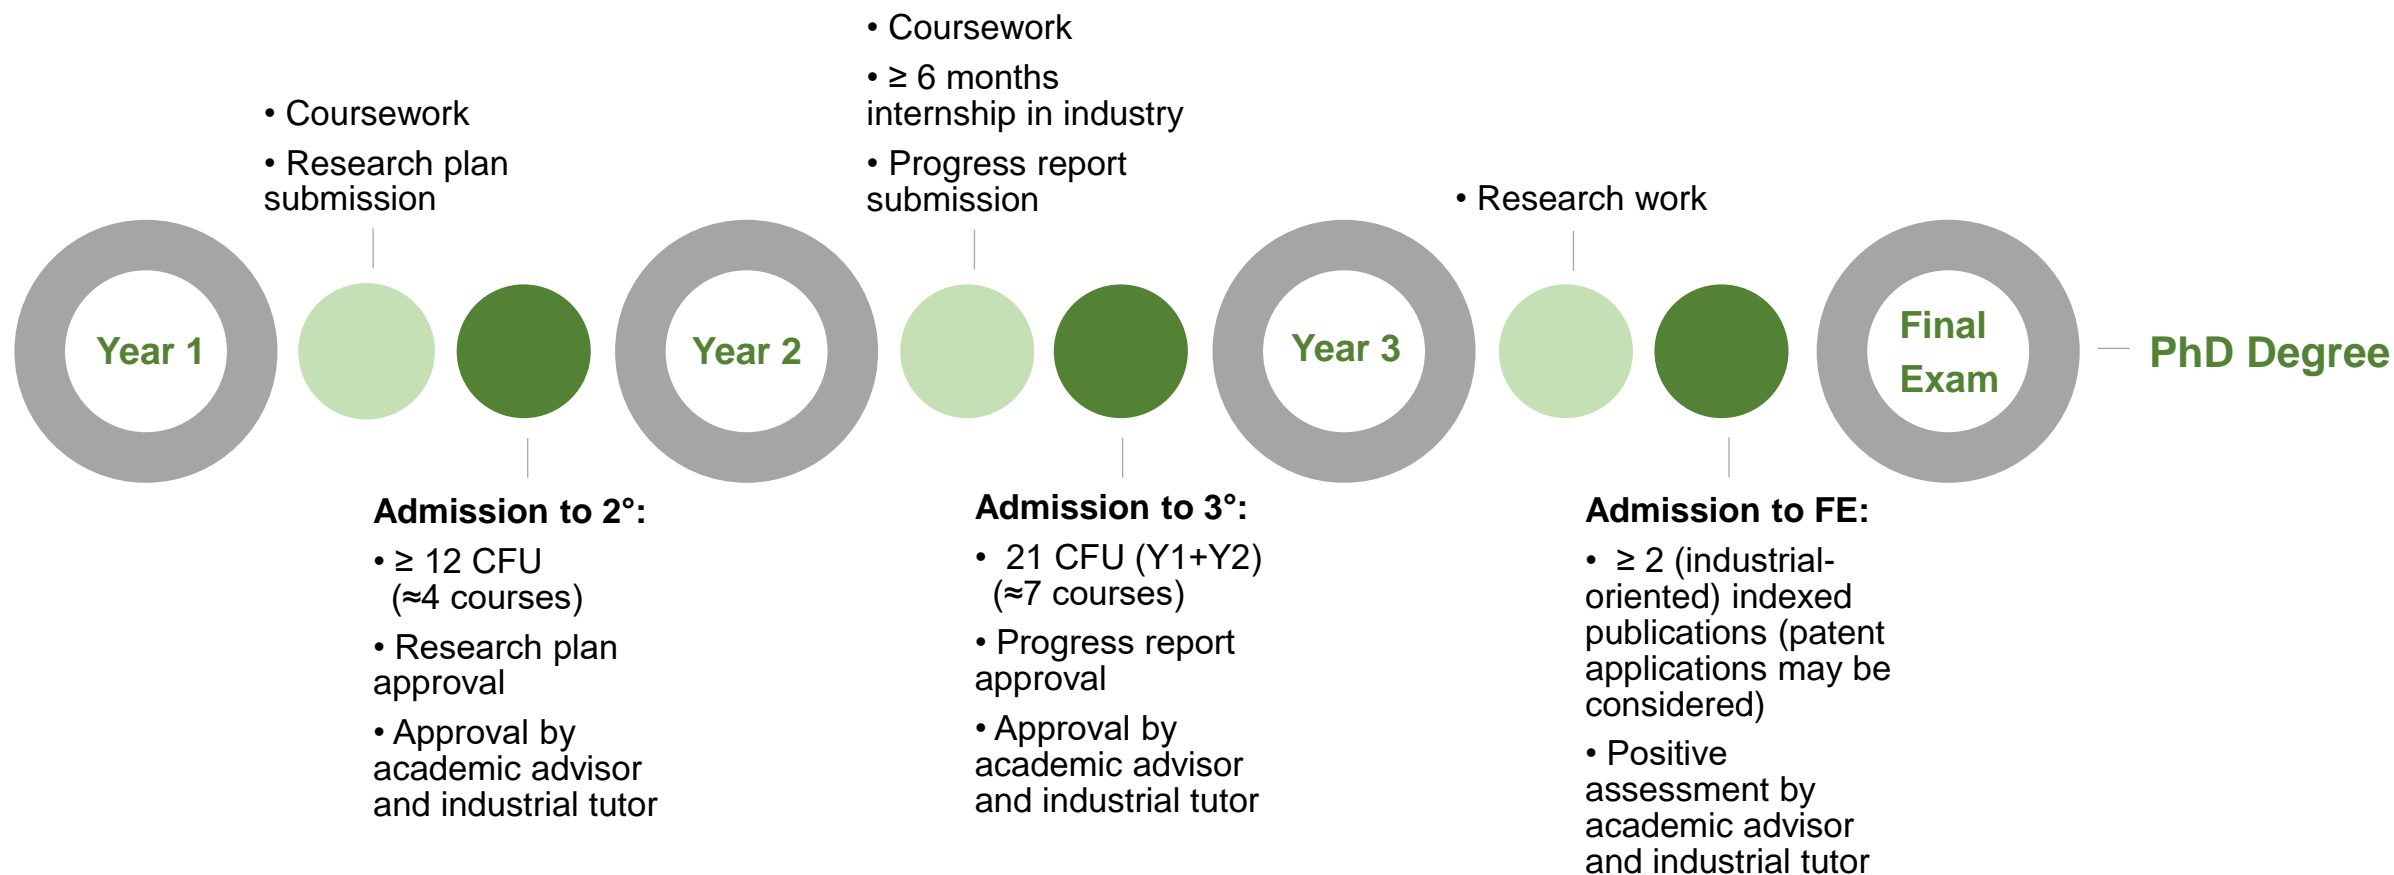 • Coursework
• Research plan
submission
• Coursework
• ≥ 6 months
internship in industry
• Progress report
submission
• Research work
Year 1
Year 2
Year 3
Final
Exam
PhD Degree
Admission to 2°:
• ≥ 12 CFU
(≈4 courses)
• Research plan
approval
• Approval by
academic advisor
and industrial tutor
Admission to 3°:
• 21 CFU (Y1+Y2)
(≈7 courses)
• Progress report
approval
• Approval by
academic advisor
and industrial tutor
Admission to FE:
• ≥ 2 (industrial-
oriented) indexed
publications (patent
applications may be
considered)
• Positive
assessment by
academic advisor
and industrial tutor